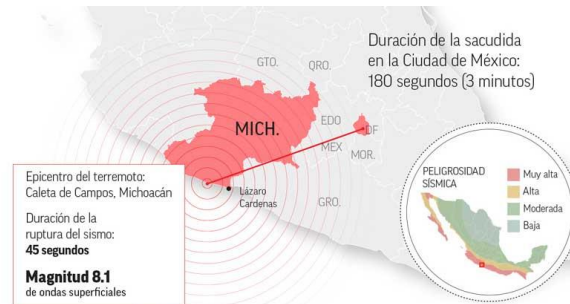 Duración de la sacudida
en la Ciudad de México:
180 segundos (3 minutos)
GTO.
QRO.
MICH.
EDO
MEX
DF
MOR.
GRO.
Lázaro
Cardenas
Epicentro del terremoto:
Caleta de Campos, Michoacán
Duración de la
ruptura del sismo:
45 segundos
Magnitud 8.1
de ondas superficiales
PELIGROSIDAD
SÍSMICA
Muy alta
Alta
Moderada
Baja